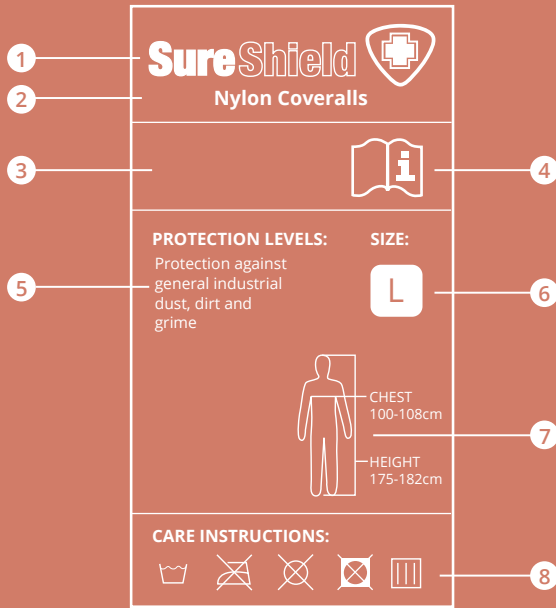 1
SureShield
2
Nylon Coveralls
3
i
4
PROTECTION LEVELS:
SIZE:
5
Protection against
general industrial
dust, dirt and
grime
L
6
CHEST
100-108cm
7
HEIGHT
175-182cm
CARE INSTRUCTIONS:
8